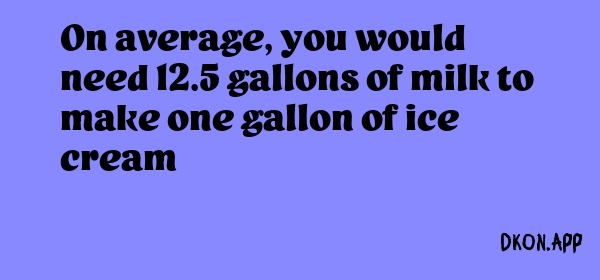 On average, you would
need 12.5 gallons of milk to
make one gallon of ice
cream
DKON.APP